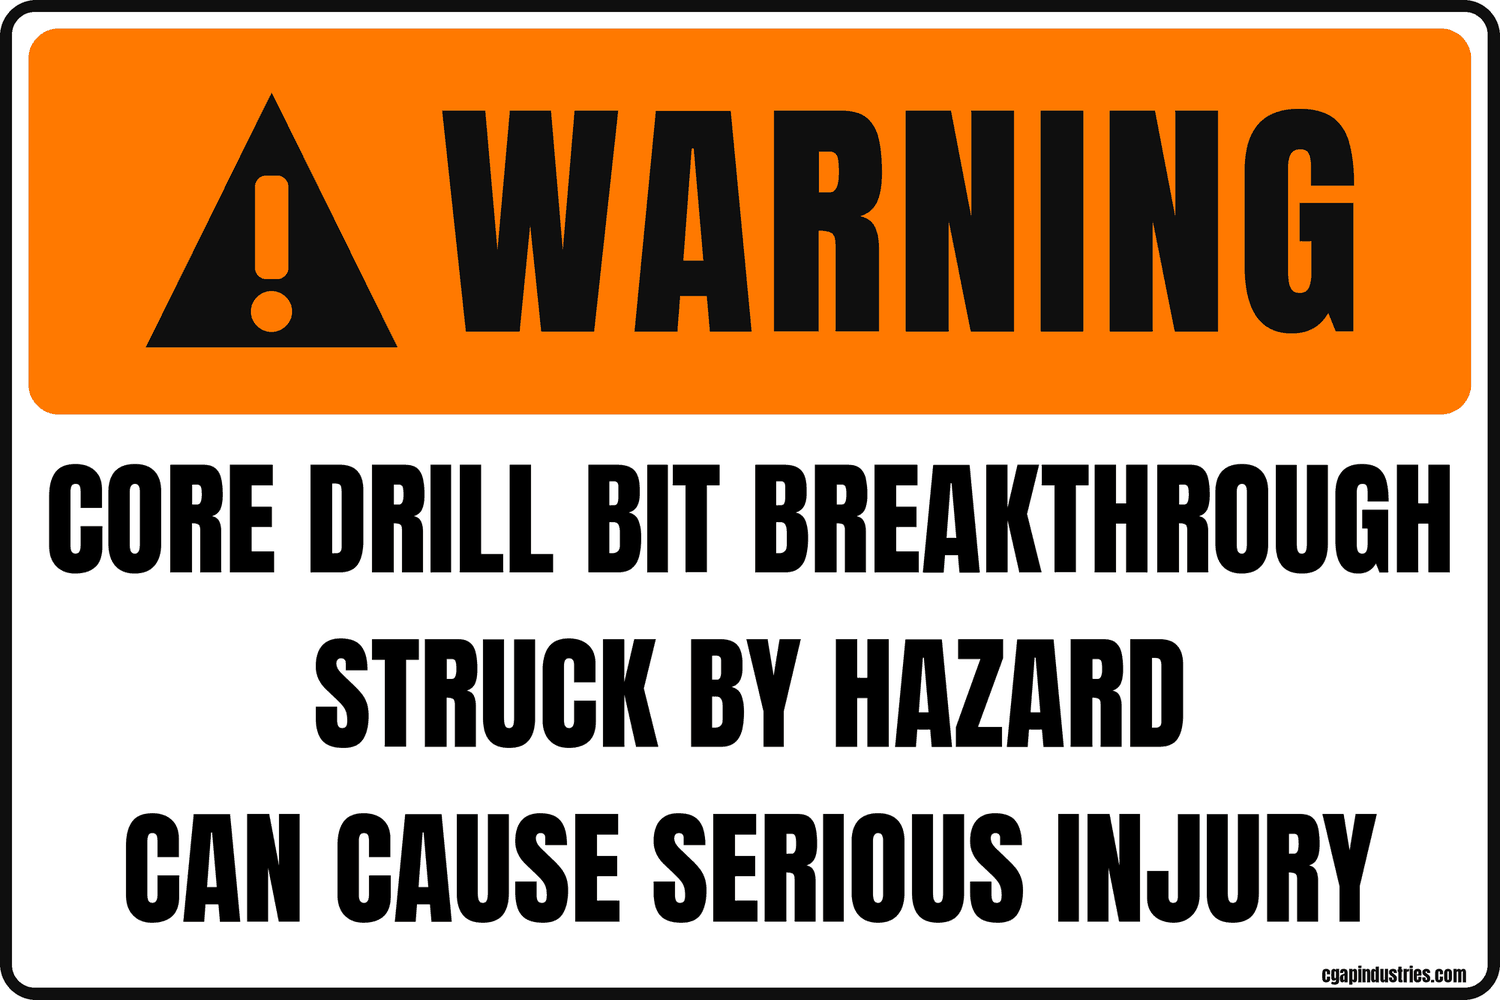 WARNING
CORE DRILL BIT BREAKTHROUGH
STRUCK BY HAZARD
CAN CAUSE SERIOUS INJURY
cgapindustries.com